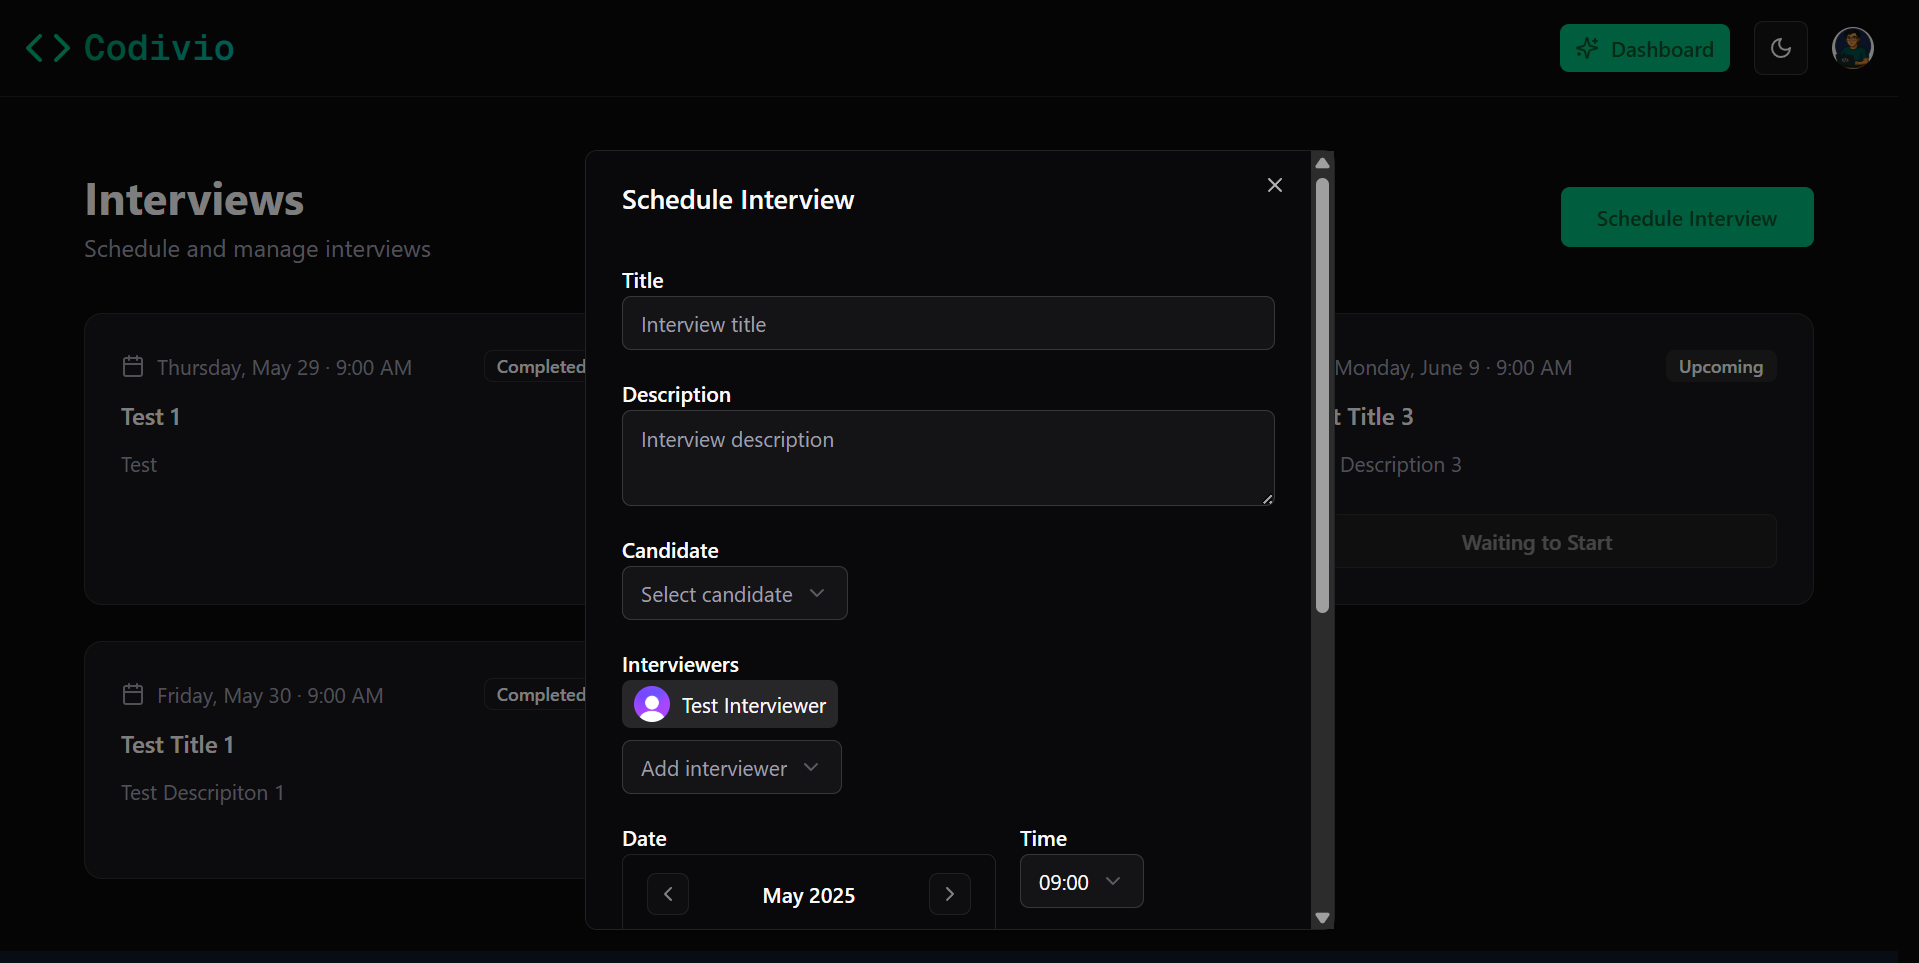 Codivio
Dashboard
Interviews
Schedule and manage interviews
Schedule Interview
Thursday, May 29 · 9:00 AM
Completed
Test 1
Test
Friday, May 30 · 9:00 AM
Completed
Test Title 1
Test Descripiton 1
Schedule Interview
Title
Interview title
Description
Interview description
Candidate
Select candidate
Interviewers
Test Interviewer
Add interviewer
Date
May 2025
Time
09:00
Monday, June 9 · 9:00 AM
Upcoming
t Title 3
Description 3
Waiting to Start